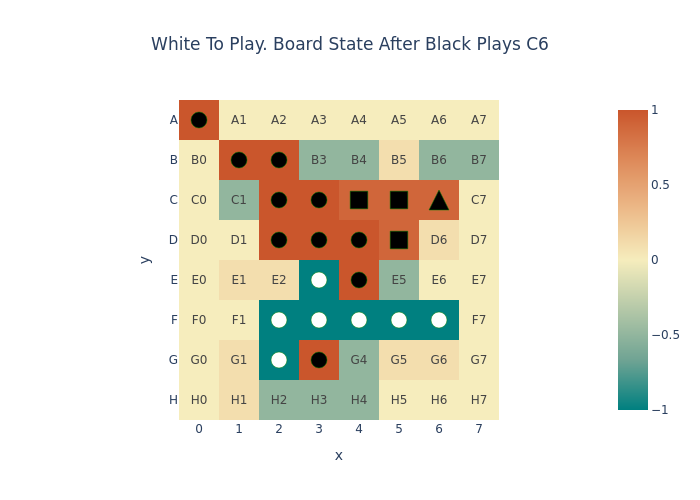 White To Play. Board State After Black Plays C6
A A1 A2 A3 A4 A5 A6 A7
B B0 B3 B4 B5 B6 B7
C C0 C1 C7
D D0 D1 D6 D7
E E0 E1 E2 E5 E6 E7
F F0 F1 F7
G G0 G1 G4 G5 G6 G7
H H0 H1 H2 H3 H4 H5 H6 H7
0 1 2 3 4 5 6 7
x
y
1
0.5
0
−0.5
−1